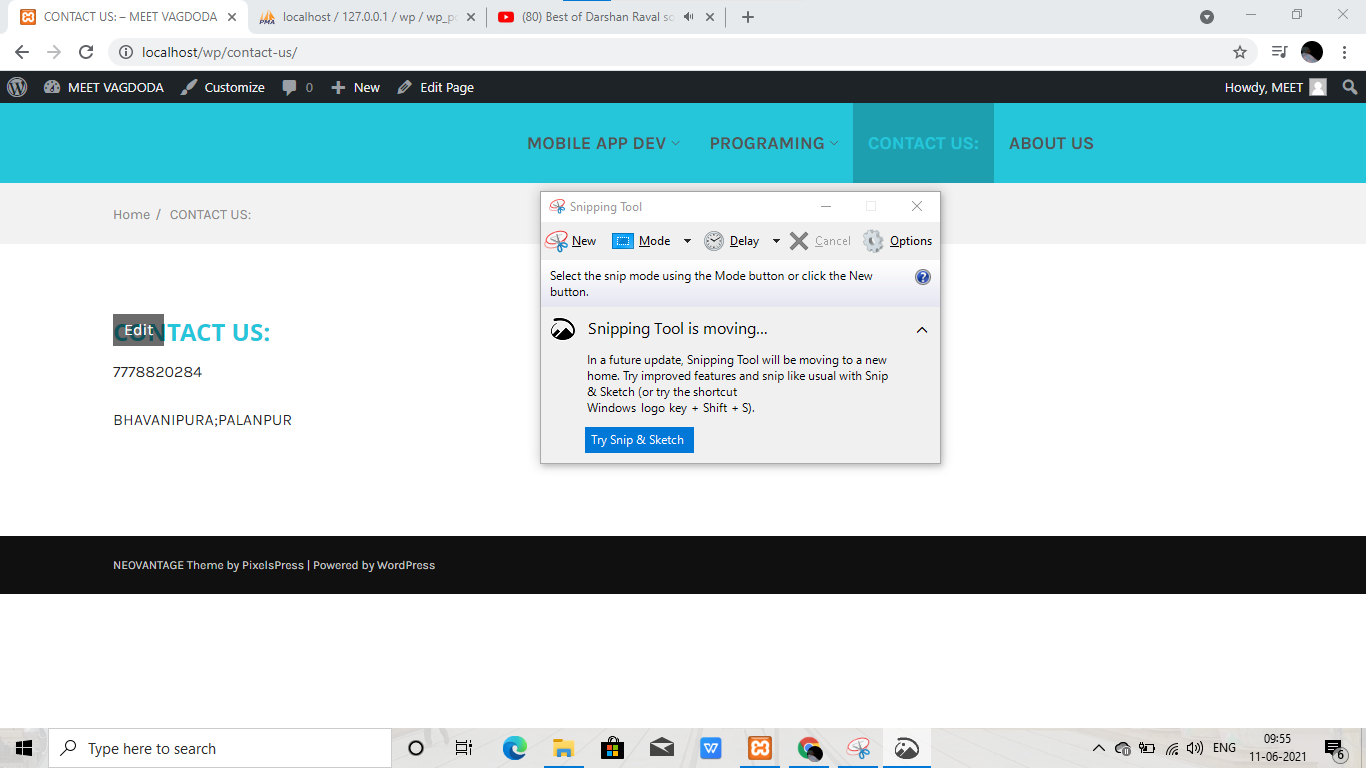 CONTACT US: – MEET VAGDODA
localhost / 127.0.0.1 / wp / wp_p
(80) Best of Darshan Raval so
localhost/wp/contact-us/
MEET VAGDODA
Customize
0
New
Edit Page
Howdy, MEET
MOBILE APP DEV
PROGRAMING
CONTACT US:
ABOUT US
Home / CONTACT US:
Snipping Tool
New
Mode
Delay
Cancel
Options
Select the snip mode using the Mode button or click the New
button.
Snipping Tool is moving...
In a future update, Snipping Tool will be moving to a new
home. Try improved features and snip like usual with Snip
& Sketch (or try the shortcut
Windows logo key + Shift + S).
Try Snip & Sketch
Edit
CONTACT US:
7778820284
BHAVANIPURA;PALANPUR
NEOVANTAGE Theme by PixelsPress | Powered by WordPress
Type here to search
ENG
09:55
11-06-2021
6